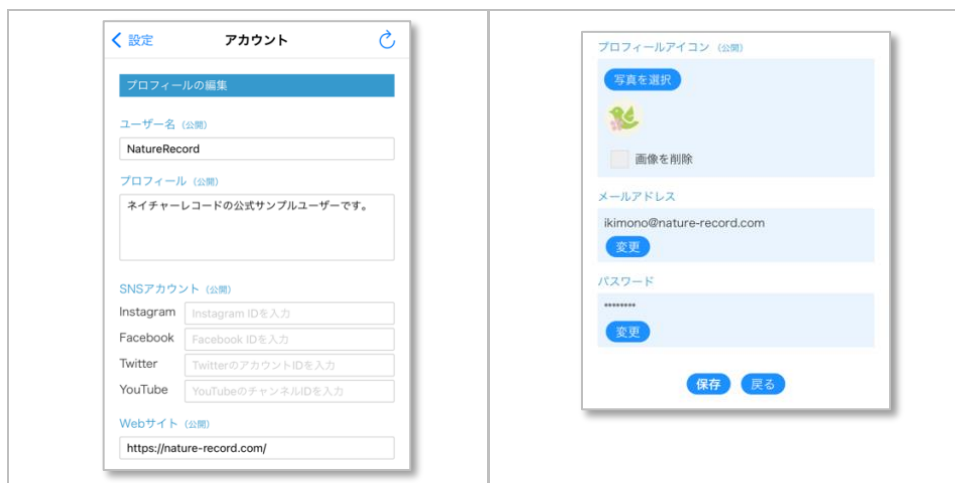 設定
アカウント
プロフィールの編集
ユーザー名 (公開)
NatureRecord
プロフィール (公開)
ネイチャーレコードの公式サンプルユーザーです。
SNSアカウント (公開)
Instagram Instagram IDを入力
Facebook Facebook IDを入力
Twitter TwitterのアカウントIDを入力
YouTube YouTubeのチャンネルIDを入力
Webサイト (公開)
https://nature-record.com/
プロフィールアイコン (公開)
写真を選択
画像を削除
メールアドレス
ikimono@nature-record.com
変更
パスワード
••••••••
変更
保存 戻る